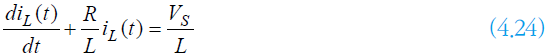 di_L(t)/dt + R/L i_L(t) = V_S/L (4.24)